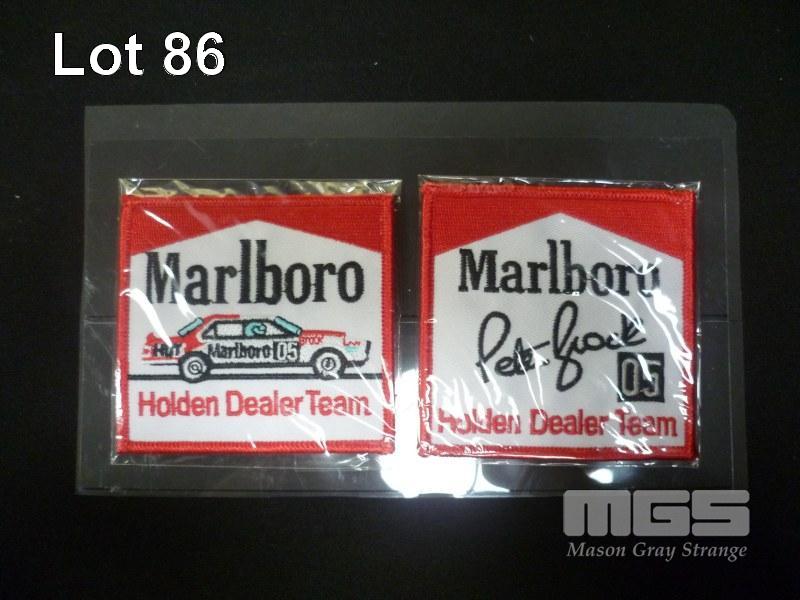 Lot 86
Marlboro
HDT Marlboro 05 BROCK
Holden Dealer Team
Marlboro
Peter Brock
05
Holden Dealer Team
MGS
Mason Gray Strange